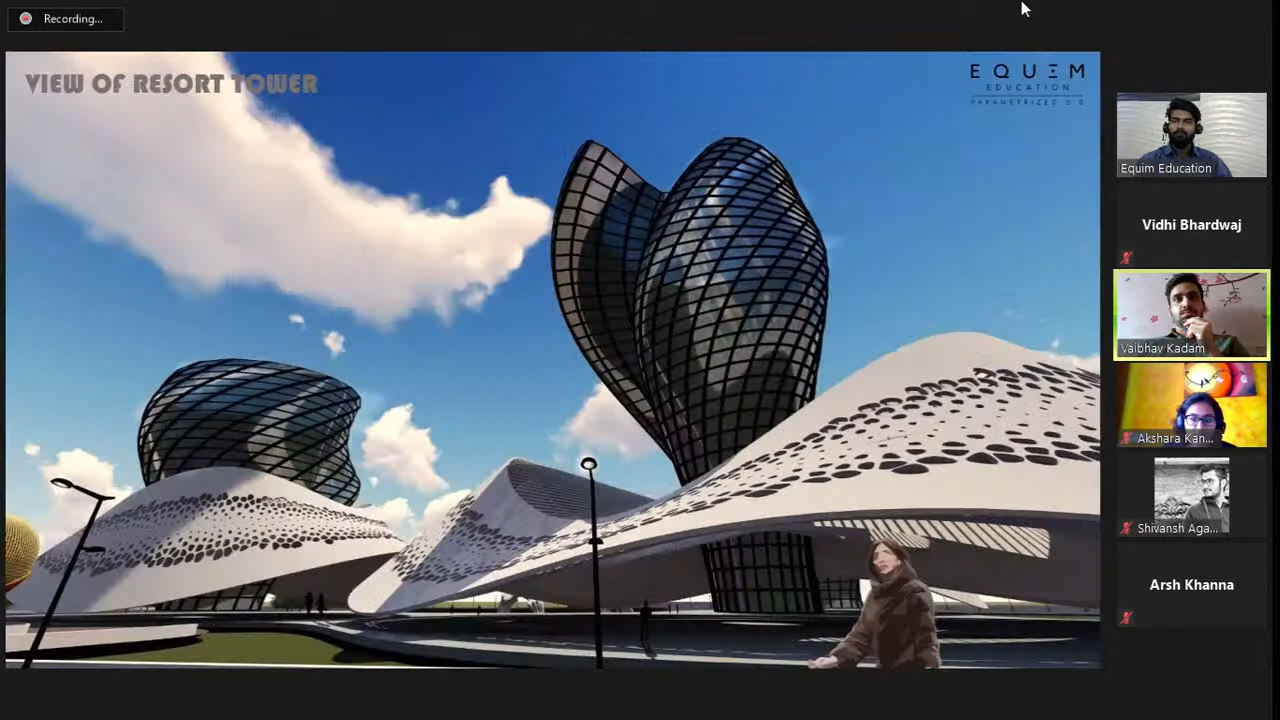 Recording...
VIEW OF RESORT TOWER
EQUIM
EDUCATION
PARAMETRIZED 3.0
Equim Education
Vidhi Bhardwaj
Vaibhav Kadam
Akshara Kan...
Shivansh Aga...
Arsh Khanna